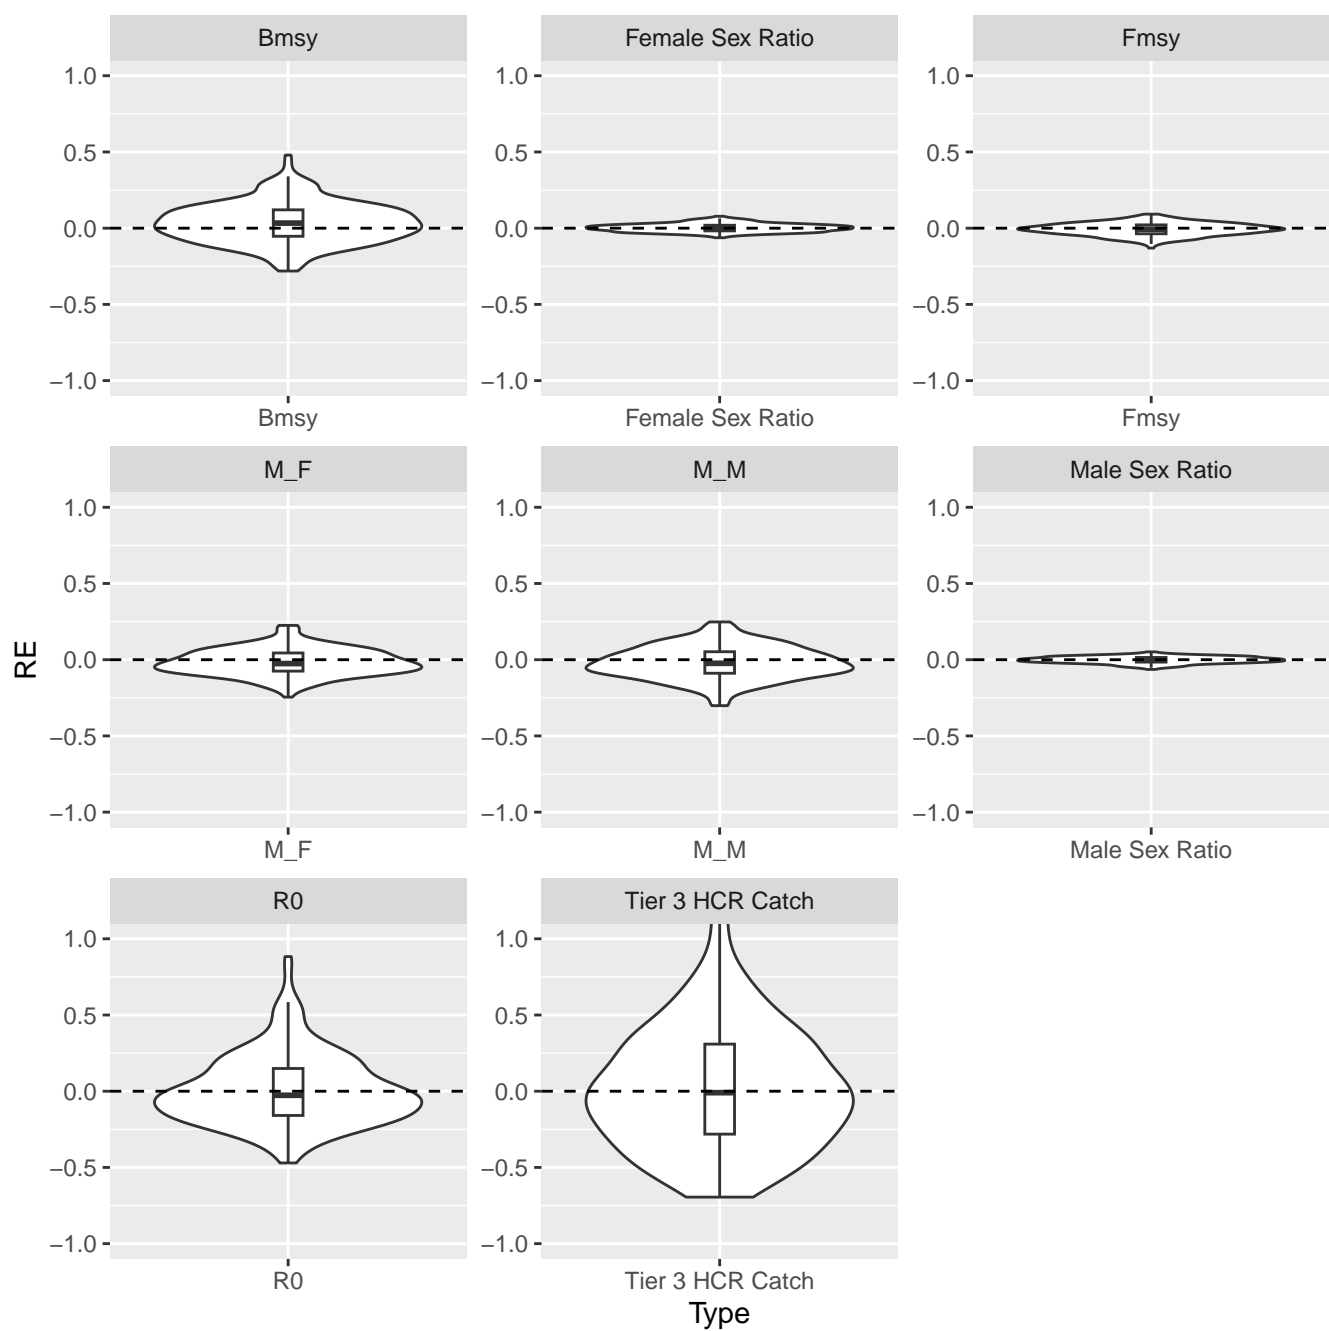 Bmsy Female Sex Ratio Fmsy
1.0 1.0 1.0
0.5 0.5 0.5
0.0 0.0 0.0
−0.5 −0.5 −0.5
−1.0 −1.0 −1.0
Bmsy Female Sex Ratio Fmsy
M_F M_M Male Sex Ratio
1.0 1.0 1.0
0.5 0.5 0.5
RE
0.0 0.0 0.0
−0.5 −0.5 −0.5
−1.0 −1.0 −1.0
M_F M_M Male Sex Ratio
R0 Tier 3 HCR Catch
1.0 1.0
0.5 0.5
0.0 0.0
−0.5 −0.5
−1.0 −1.0
R0 Tier 3 HCR Catch
Type